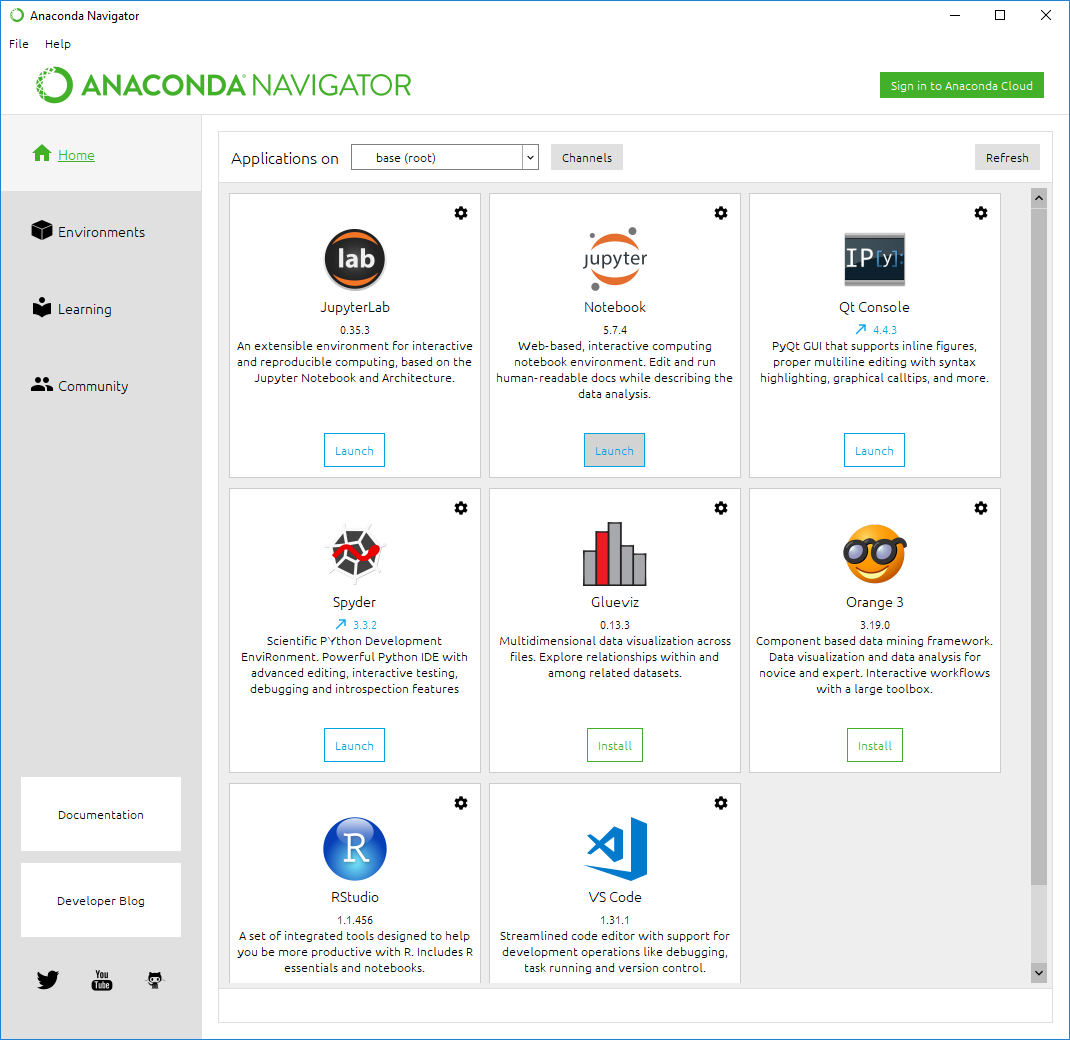 Anaconda Navigator
File Help
ANACONDA NAVIGATOR
Sign in to Anaconda Cloud
Home
Environments
Learning
Community
Documentation
Developer Blog
You
Tube
Applications on base (root) Channels Refresh
lab
JupyterLab
0.35.3
An extensible environment for interactive
and reproducible computing, based on the
Jupyter Notebook and Architecture.
Launch
jupyter
Notebook
5.7.4
Web-based, interactive computing
notebook environment. Edit and run
human-readable docs while describing the
data analysis.
Launch
IP[y]:
Qt Console
4.4.3
PyQt GUI that supports inline figures,
proper multiline editing with syntax
highlighting, graphical calltips, and more.
Launch
Spyder
3.3.2
Scientific PYthon Development
EnviRonment. Powerful Python IDE with
advanced editing, interactive testing,
debugging and introspection features
Launch
Glueviz
0.13.3
Multidimensional data visualization across
files. Explore relationships within and
among related datasets.
Install
Orange 3
3.19.0
Component based data mining framework.
Data visualization and data analysis for
novice and expert. Interactive workflows
with a large toolbox.
Install
R
RStudio
1.1.456
A set of integrated tools designed to help
you be more productive with R. Includes R
essentials and notebooks.
VS Code
1.31.1
Streamlined code editor with support for
development operations like debugging,
task running and version control.